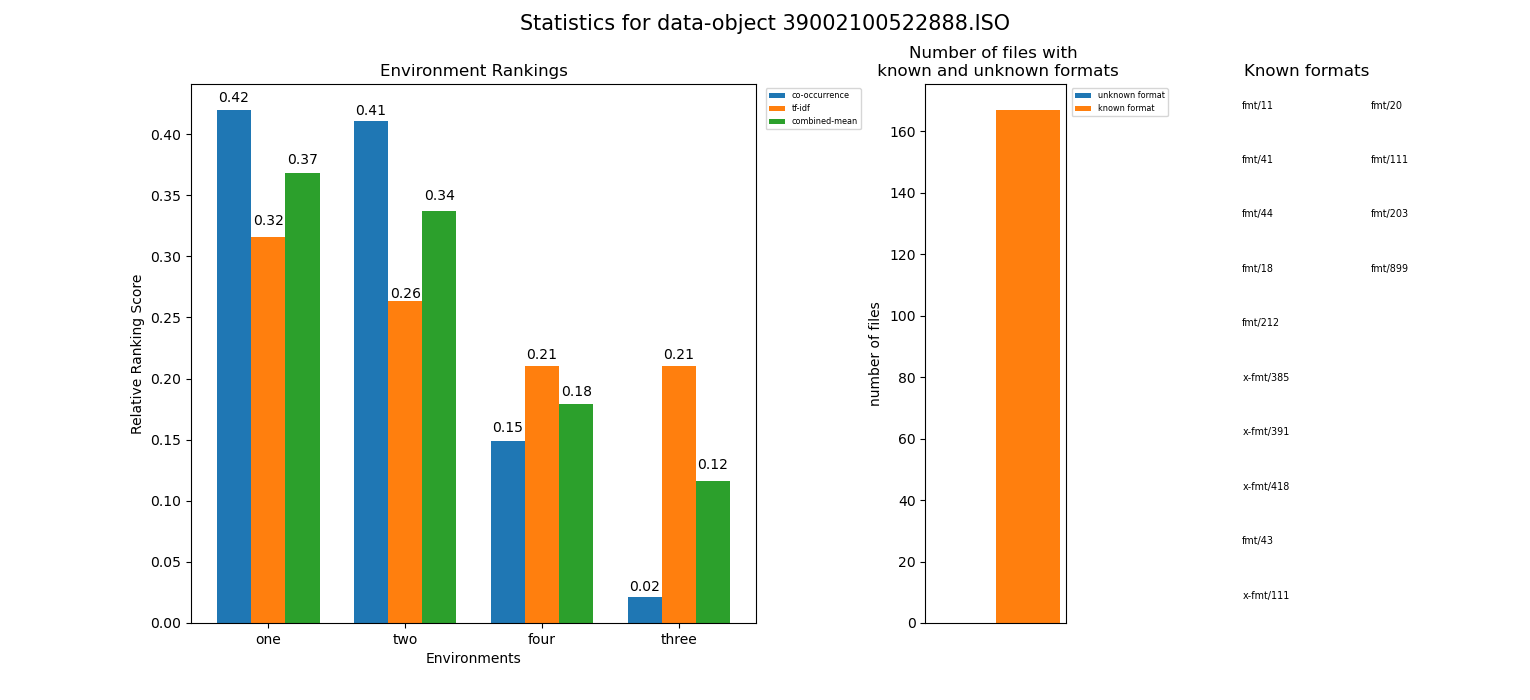 Statistics for data-object 39002100522888.ISO
Environment Rankings
0.42
0.32
0.37
0.41
0.26
0.34
0.15
0.21
0.18
0.02
0.21
0.12
0.40
0.35
0.30
0.25
0.20
0.15
0.10
0.05
0.00
Relative Ranking Score
one two four three
Environments
co-occurrence
tf-idf
combined-mean
Number of files with
known and unknown formats
160
140
120
100
80
60
40
20
0
number of files
unknown format
known format
Known formats
fmt/11 fmt/20
fmt/41 fmt/111
fmt/44 fmt/203
fmt/18 fmt/899
fmt/212
x-fmt/385
x-fmt/391
x-fmt/418
fmt/43
x-fmt/111